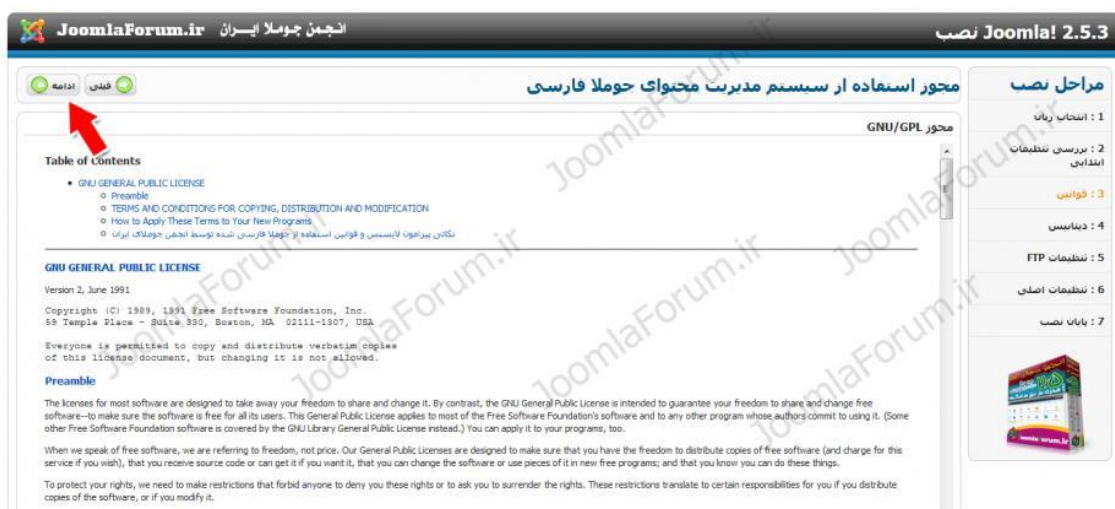 Joomla! 2.5.3 نصب
انـجمـن جـومـلا ایـــران JoomlaForum.ir
مراحل نصب
1 : انتخاب زبان
2 : بررسی تنظیمات
ابتدایی
3 : قوانین
4 : دیتابیس
5 : تنظیمات FTP
6 : تنظیمات اصلی
7 : پایان نصب
مجوز استفاده از سیستم مدیریت محتوای جوملا فارسی
قبلی
ادامه
مجوز GNU/GPL
Table of Contents
GNU GENERAL PUBLIC LICENSE
Preamble
TERMS AND CONDITIONS FOR COPYING, DISTRIBUTION AND MODIFICATION
How to Apply These Terms to Your New Programs
نکاتی پیرامون لایسنس و قوانین استفاده از جوملا فارسی شده توسط انجمن جوملای ایران
GNU GENERAL PUBLIC LICENSE
Version 2, June 1991
Copyright (C) 1989, 1991 Free Software Foundation, Inc.
59 Temple Place - Suite 330, Boston, MA 02111-1307, USA
Everyone is permitted to copy and distribute verbatim copies
of this license document, but changing it is not allowed.
Preamble
The licenses for most software are designed to take away your freedom to share and change it. By contrast, the GNU General Public License is intended to guarantee your freedom to share and change free
software--to make sure the software is free for all its users. This General Public License applies to most of the Free Software Foundation's software and to any other program whose authors commit to using it. (Some
other Free Software Foundation software is covered by the GNU Library General Public License instead.) You can apply it to your programs, too.
When we speak of free software, we are referring to freedom, not price. Our General Public Licenses are designed to make sure that you have the freedom to distribute copies of free software (and charge for this
service if you wish), that you receive source code or can get it if you want it, that you can change the software or use pieces of it in new free programs; and that you know you can do these things.
To protect your rights, we need to make restrictions that forbid anyone to deny you these rights or to ask you to surrender the rights. These restrictions translate to certain responsibilities for you if you distribute
copies of the software, or if you modify it.
JoomlaForum.ir
JoomlaForum.ir
JoomlaForum.ir
JoomlaForum.ir
JoomlaForum.ir